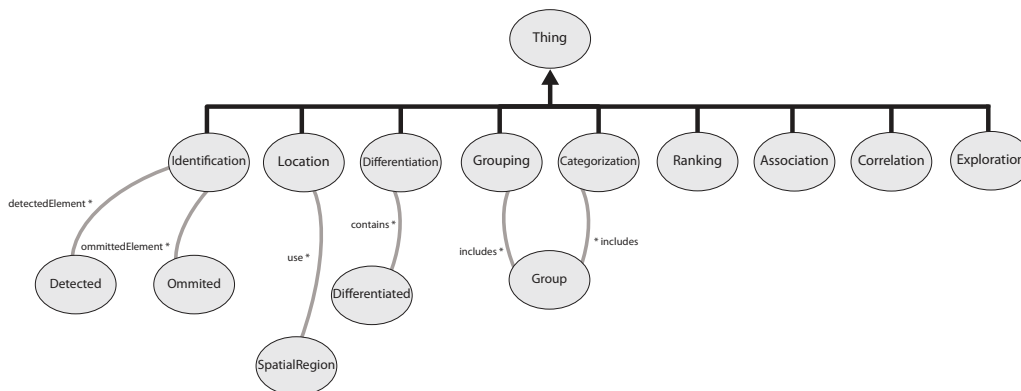 Thing
Identification
Location
Differentiation
Grouping
Categorization
Ranking
Association
Correlation
Exploration
detectedElement *
ommittedElement *
use *
contains *
includes *
* includes
Detected
Ommited
Differentiated
Group
SpatialRegion